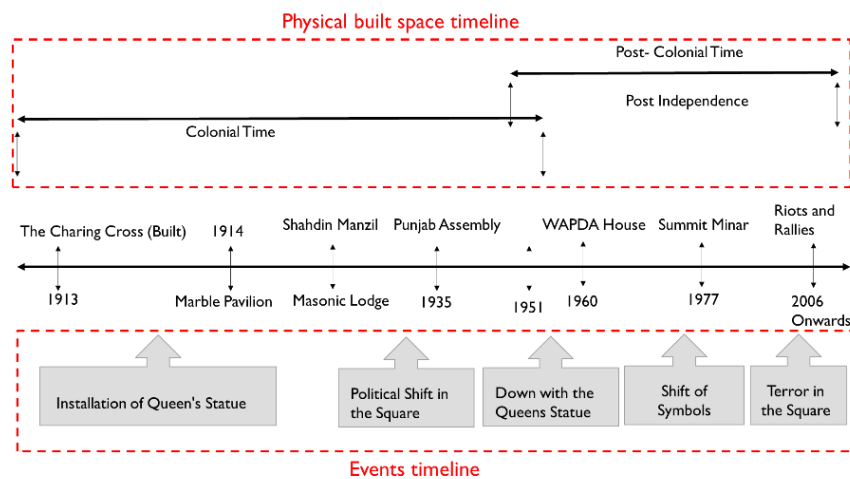 Physical built space timeline
Post- Colonial Time
Post Independence
Colonial Time
The Charing Cross (Built)
1914
Shahdin Manzil
Punjab Assembly
WAPDA House
Summit Minar
Riots and
Rallies
1913
Marble Pavilion
Masonic Lodge
1935
1951
1960
1977
2006
Onwards
Installation of Queen's Statue
Political Shift in
the Square
Down with the
Queens Statue
Shift of
Symbols
Terror in
the Square
Events timeline